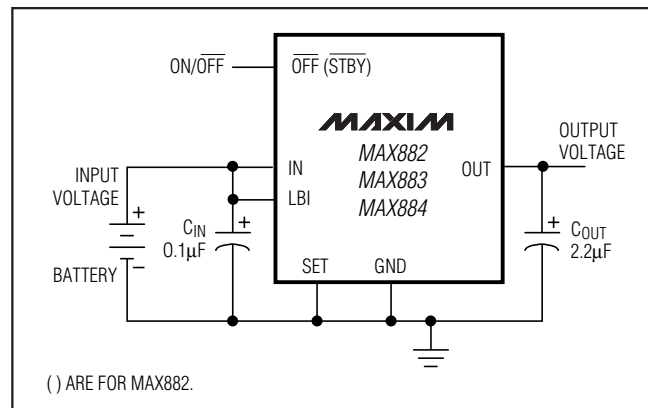 ON/OFF
OFF (STBY)
MAXIM
MAX882
MAX883
MAX884
IN
LBI
OUT
SET
GND
INPUT
VOLTAGE
+
−
BATTERY
+
CIN
0.1µF
OUTPUT
VOLTAGE
+
COUT
2.2µF
( ) ARE FOR MAX882.